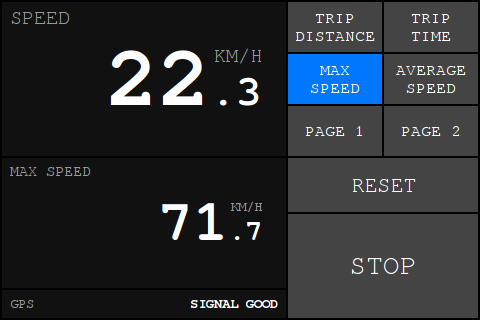 SPEED
KM/H
22.3
MAX SPEED
KM/H
71.7
GPS SIGNAL GOOD
TRIP
DISTANCE
TRIP
TIME
MAX
SPEED
AVERAGE
SPEED
PAGE 1
PAGE 2
RESET
STOP